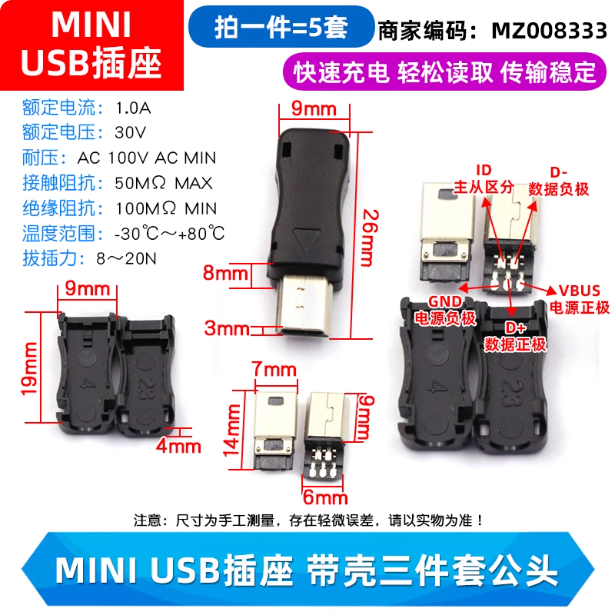 MINI
USB插座
拍一件=5套
商家编码：MZ008333
快速充电 轻松读取 传输稳定
额定电流：1.0A
额定电压：30V
耐压：AC 100V AC MIN
接触阻抗：50MΩ MAX
绝缘阻抗：100MΩ MIN
温度范围：-30℃～+80℃
拔插力：8～20N
9mm
26mm
8mm
3mm
ID
主从区分
D-
数据负极
GND
电源负极
VBUS
电源正极
D+
数据正极
9mm
19mm
4mm
4
23
7mm
14mm
9mm
6mm
4
23
注意：尺寸为手工测量，存在轻微误差，请以实物为准！
MINI USB插座 带壳三件套公头